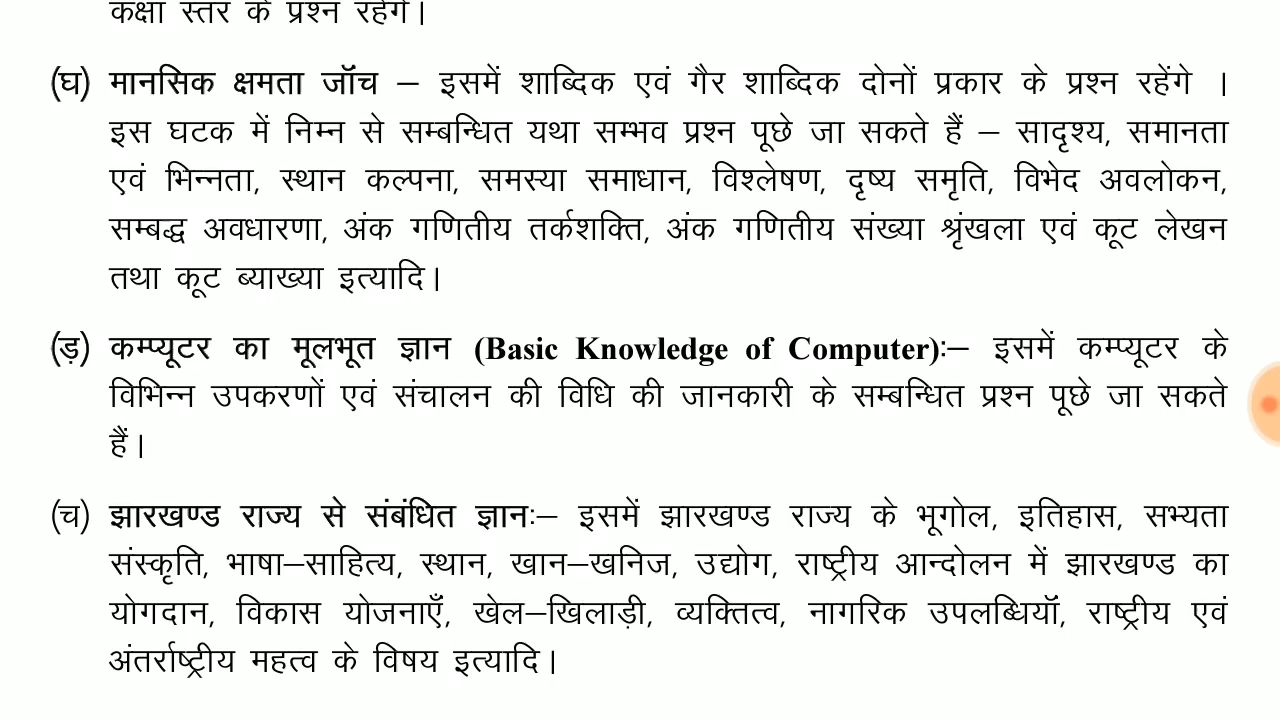 कक्षा स्तर के प्रश्न रहेंगे।
(घ) मानसिक क्षमता जॉच – इसमें शाब्दिक एवं गैर शाब्दिक दोनों प्रकार के प्रश्न रहेंगे ।
इस घटक में निम्न से सम्बन्धित यथा सम्भव प्रश्न पूछे जा सकते हैं – सादृश्य, समानता
एवं भिन्नता, स्थान कल्पना, समस्या समाधान, विश्लेषण, दृष्य समृति, विभेद अवलोकन,
सम्बद्ध अवधारणा, अंक गणितीय तर्कशक्ति, अंक गणितीय संख्या श्रृंखला एवं कूट लेखन
तथा कूट ब्याख्या इत्यादि।
(ड़) कम्प्यूटर का मूलभूत ज्ञान (Basic Knowledge of Computer):– इसमें कम्प्यूटर के
विभिन्न उपकरणों एवं संचालन की विधि की जानकारी के सम्बन्धित प्रश्न पूछे जा सकते
हैं।
(च) झारखण्ड राज्य से संबंधित ज्ञानः– इसमें झारखण्ड राज्य के भूगोल, इतिहास, सभ्यता
संस्कृति, भाषा–साहित्य, स्थान, खान–खनिज, उद्योग, राष्ट्रीय आन्दोलन में झारखण्ड का
योगदान, विकास योजनाएँ, खेल–खिलाड़ी, व्यक्तित्व, नागरिक उपलब्धियॉं, राष्ट्रीय एवं
अंतर्राष्ट्रीय महत्व के विषय इत्यादि।